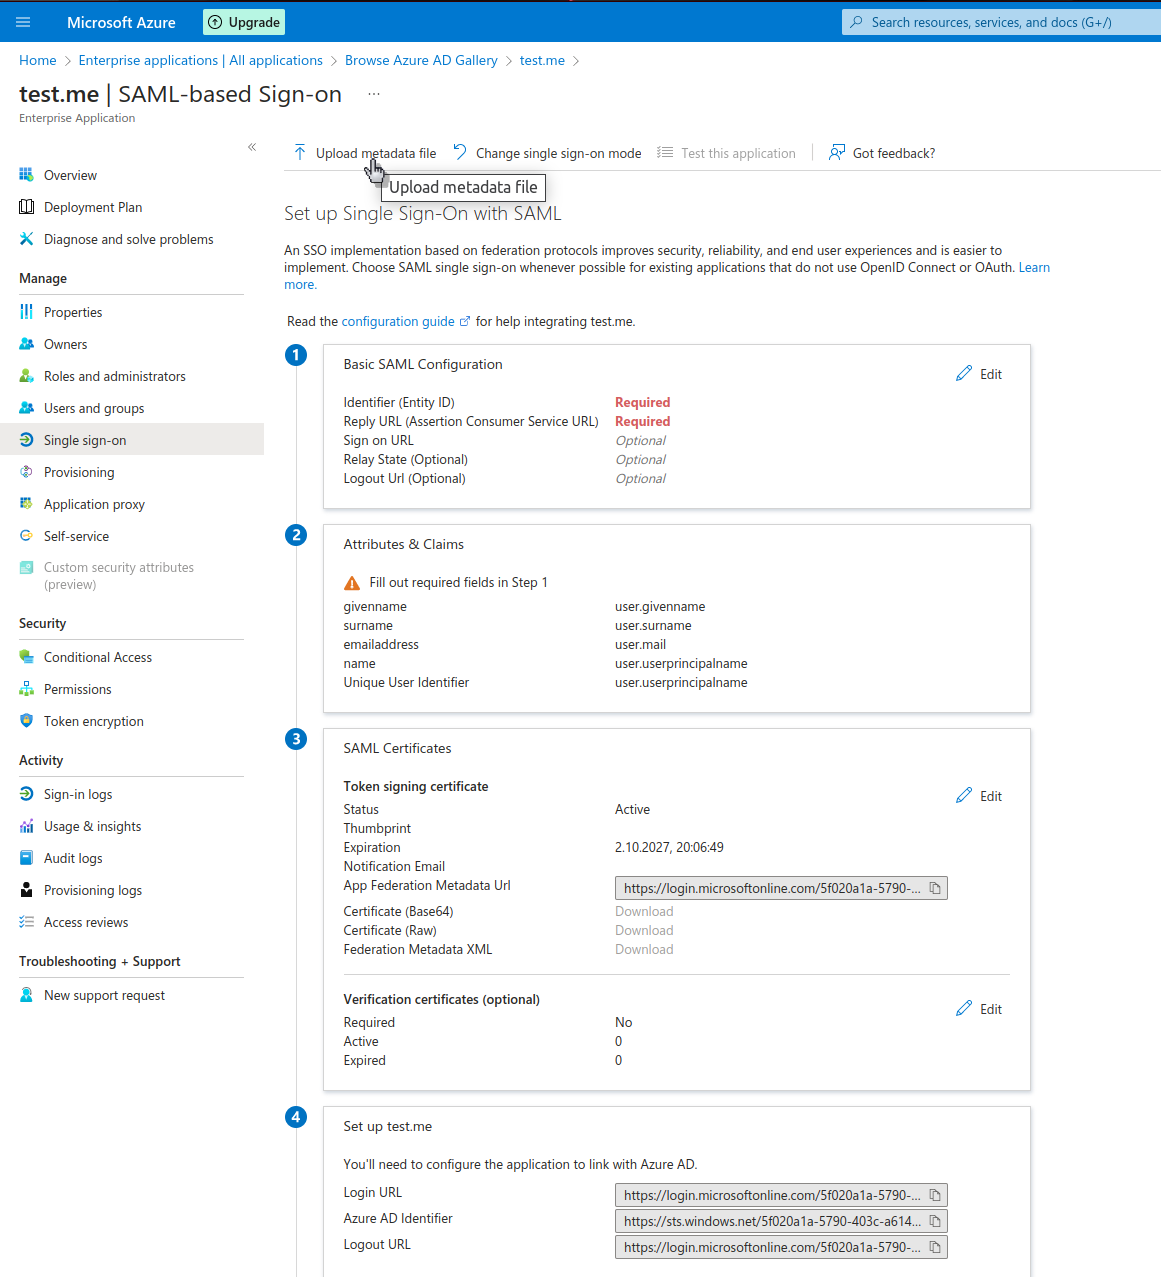 Microsoft Azure
Upgrade
Search resources, services, and docs (G+/)
Home > Enterprise applications | All applications > Browse Azure AD Gallery > test.me >
test.me | SAML-based Sign-on ...
Enterprise Application
«
Upload metadata file
Change single sign-on mode
Test this application
Got feedback?
Upload metadata file
Overview
Deployment Plan
Diagnose and solve problems
Manage
Properties
Owners
Roles and administrators
Users and groups
Single sign-on
Provisioning
Application proxy
Self-service
Custom security attributes
(preview)
Security
Conditional Access
Permissions
Token encryption
Activity
Sign-in logs
Usage & insights
Audit logs
Provisioning logs
Access reviews
Troubleshooting + Support
New support request
Set up Single Sign-On with SAML
An SSO implementation based on federation protocols improves security, reliability, and end user experiences and is easier to
implement. Choose SAML single sign-on whenever possible for existing applications that do not use OpenID Connect or OAuth. Learn
more.
Read the configuration guide for help integrating test.me.
1
Basic SAML Configuration
Edit
Identifier (Entity ID) Required
Reply URL (Assertion Consumer Service URL) Required
Sign on URL Optional
Relay State (Optional) Optional
Logout Url (Optional) Optional
2
Attributes & Claims
Fill out required fields in Step 1
givenname user.givenname
surname user.surname
emailaddress user.mail
name user.userprincipalname
Unique User Identifier user.userprincipalname
3
SAML Certificates
Token signing certificate
Edit
Status Active
Thumbprint
Expiration 2.10.2027, 20:06:49
Notification Email
App Federation Metadata Url https://login.microsoftonline.com/5f020a1a-5790-...
Certificate (Base64) Download
Certificate (Raw) Download
Federation Metadata XML Download
Verification certificates (optional)
Edit
Required No
Active 0
Expired 0
4
Set up test.me
You'll need to configure the application to link with Azure AD.
Login URL https://login.microsoftonline.com/5f020a1a-5790-...
Azure AD Identifier https://sts.windows.net/5f020a1a-5790-403c-a614...
Logout URL https://login.microsoftonline.com/5f020a1a-5790-...